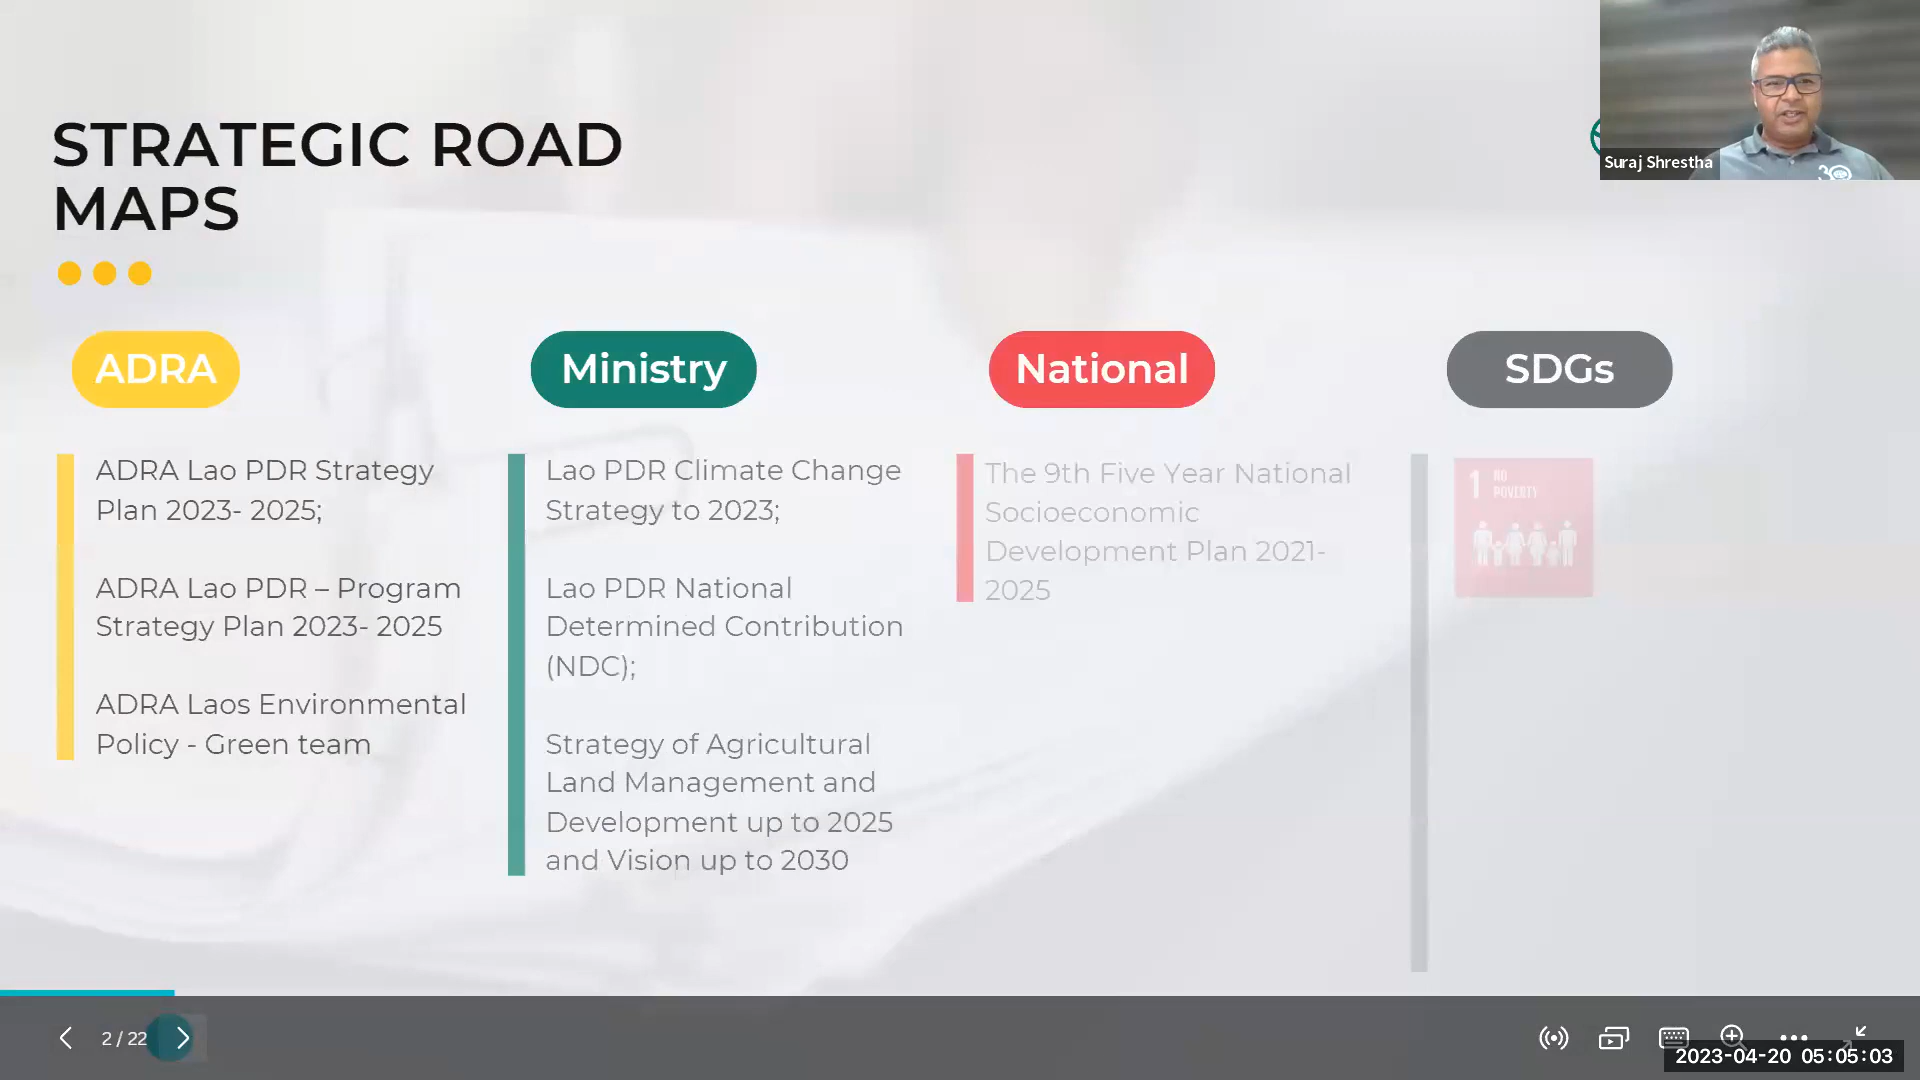 STRATEGIC ROAD
MAPS
Suraj Shrestha
ADRA
ADRA Lao PDR Strategy
Plan 2023- 2025;
ADRA Lao PDR – Program
Strategy Plan 2023- 2025
ADRA Laos Environmental
Policy - Green team
Ministry
Lao PDR Climate Change
Strategy to 2023;
Lao PDR National
Determined Contribution
(NDC);
Strategy of Agricultural
Land Management and
Development up to 2025
and Vision up to 2030
National
The 9th Five Year National
Socioeconomic
Development Plan 2021-
2025
SDGs
1 NO
POVERTY
2 / 22
2023-04-20 05:05:03